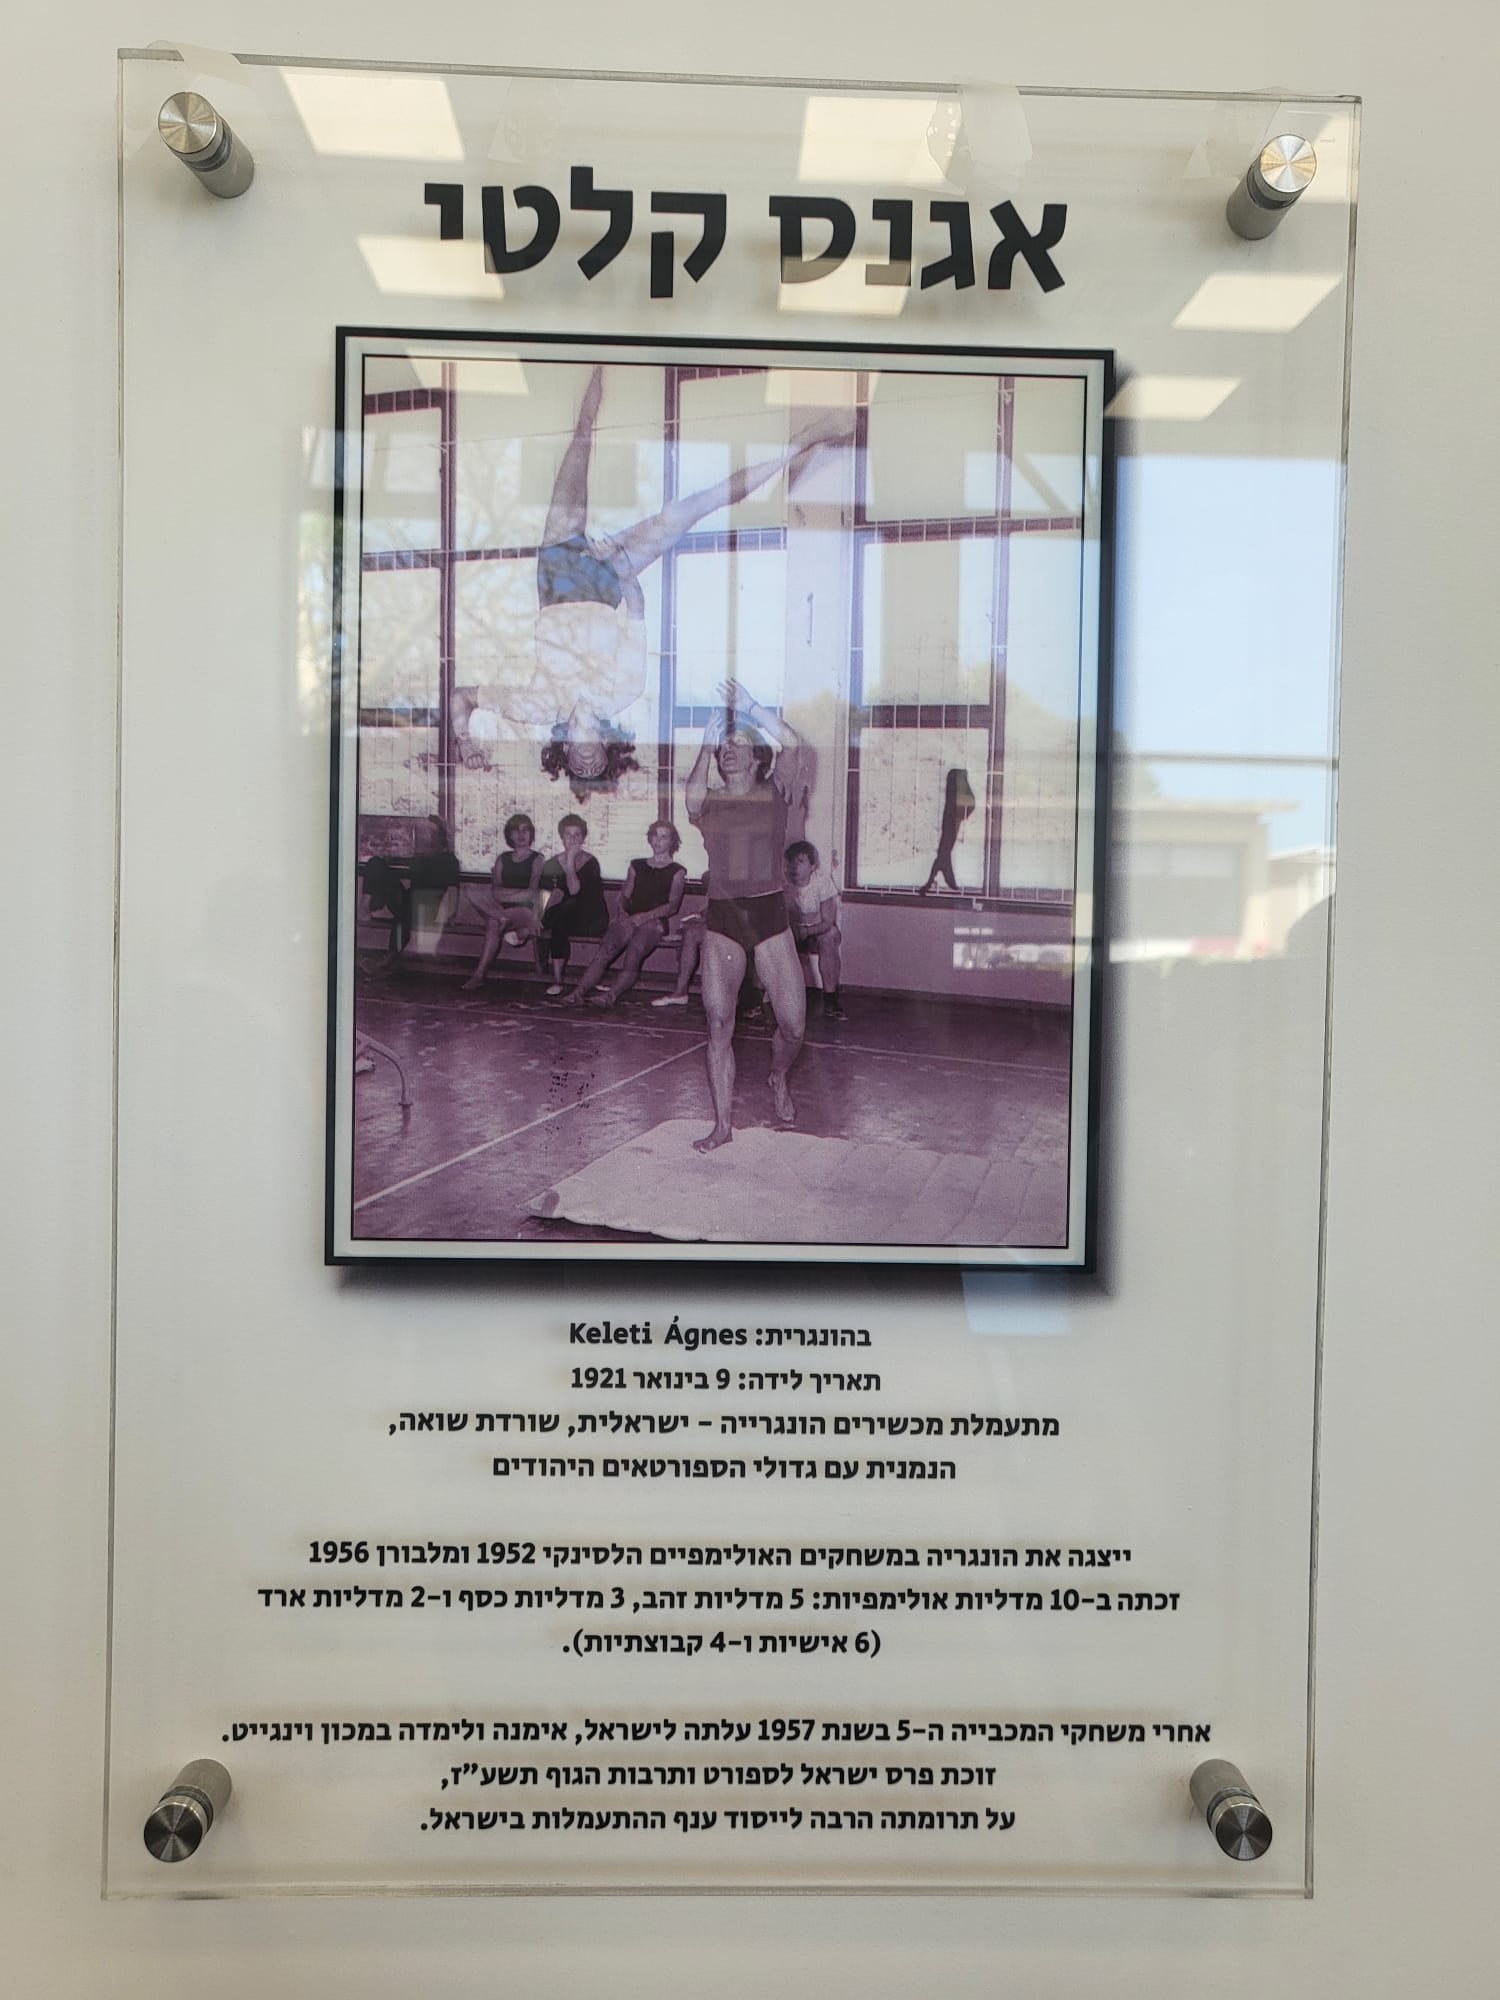 אגנס קלטי
בהונגרית: Keleti Ágnes
תאריך לידה: 9 בינואר 1921
מתעמלת מכשירים הונגרייה - ישראלית, שורדת שואה,
הנמנית עם גדולי הספורטאים היהודים
ייצגה את הונגריה במשחקים האולימפיים הלסינקי 1952 ומלבורן 1956
זכתה ב-10 מדליות אולימפיות: 5 מדליות זהב, 3 מדליות כסף ו-2 מדליות ארד
(6 אישיות ו-4 קבוצתיות).
אחרי משחקי המכבייה ה-5 בשנת 1957 עלתה לישראל, אימנה ולימדה במכון וינגייט.
זוכת פרס ישראל לספורט ותרבות הגוף תשע"ז,
על תרומתה הרבה לייסוד ענף ההתעמלות בישראל.